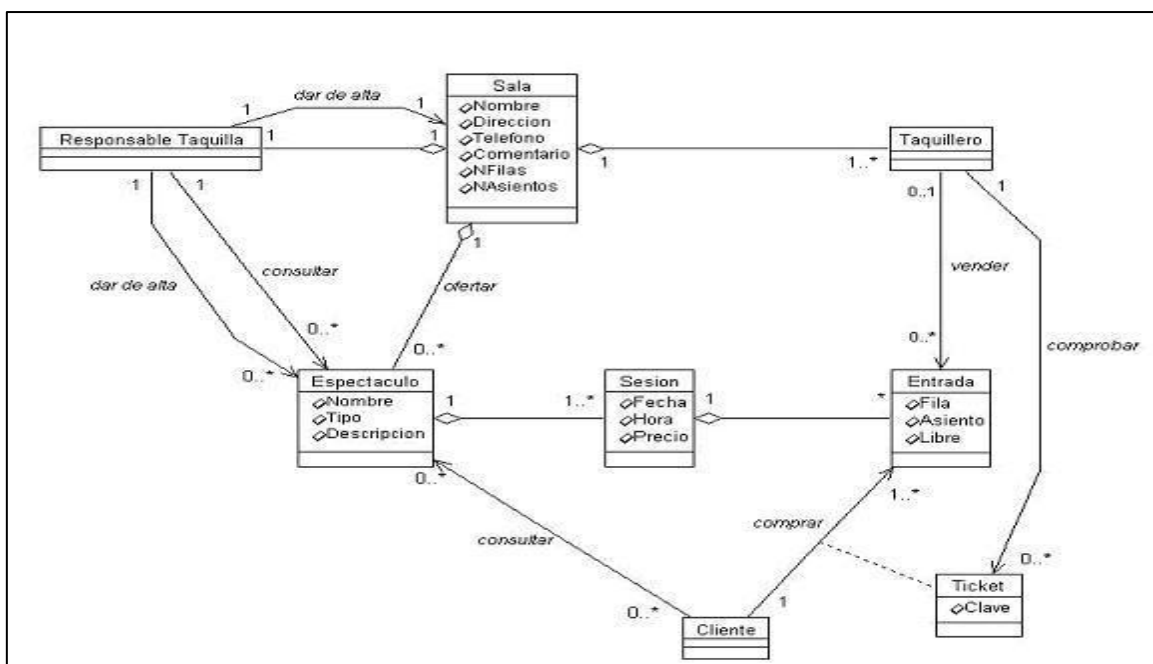 Sala
Nombre
Direccion
Telefono
Comentario
NFilas
NAsientos
dar de alta
1
1
Responsable Taquilla
1
1
1
1..*
Taquillero
1
1
dar de alta
consultar
0..*
0..*
1
ofertar
0..*
0..1
1
vender
0..*
comprobar
Espectaculo
Nombre
Tipo
Descripcion
1
1..*
Sesion
Fecha
Hora
Precio
1
*
Entrada
Fila
Asiento
Libre
0..*
consultar
0..*
1..*
comprar
1
Cliente
0..*
Ticket
Clave